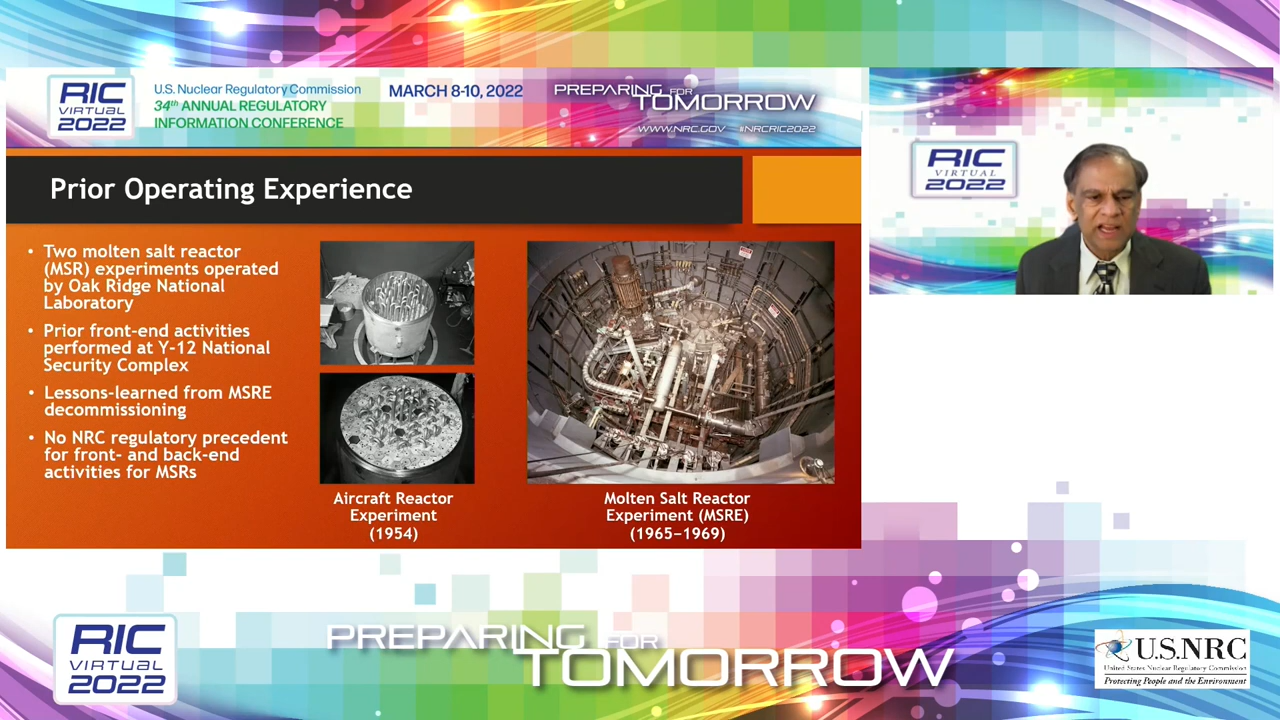 RIC
VIRTUAL
2022
U.S. Nuclear Regulatory Commission
34th ANNUAL REGULATORY
INFORMATION CONFERENCE
MARCH 8-10, 2022
PREPARING FOR
TOMORROW
WWW.NRC.GOV #NRCRIC2022
Prior Operating Experience
• Two molten salt reactor
(MSR) experiments operated
by Oak Ridge National
Laboratory
• Prior front-end activities
performed at Y-12 National
Security Complex
• Lessons-learned from MSRE
decommissioning
• No NRC regulatory precedent
for front- and back-end
activities for MSRs
Aircraft Reactor
Experiment
(1954)
Molten Salt Reactor
Experiment (MSRE)
(1965–1969)
RIC
VIRTUAL
2022
RIC
VIRTUAL
2022
PREPARING FOR
TOMORROW
U.S.NRC
United States Nuclear Regulatory Commission
Protecting People and the Environment